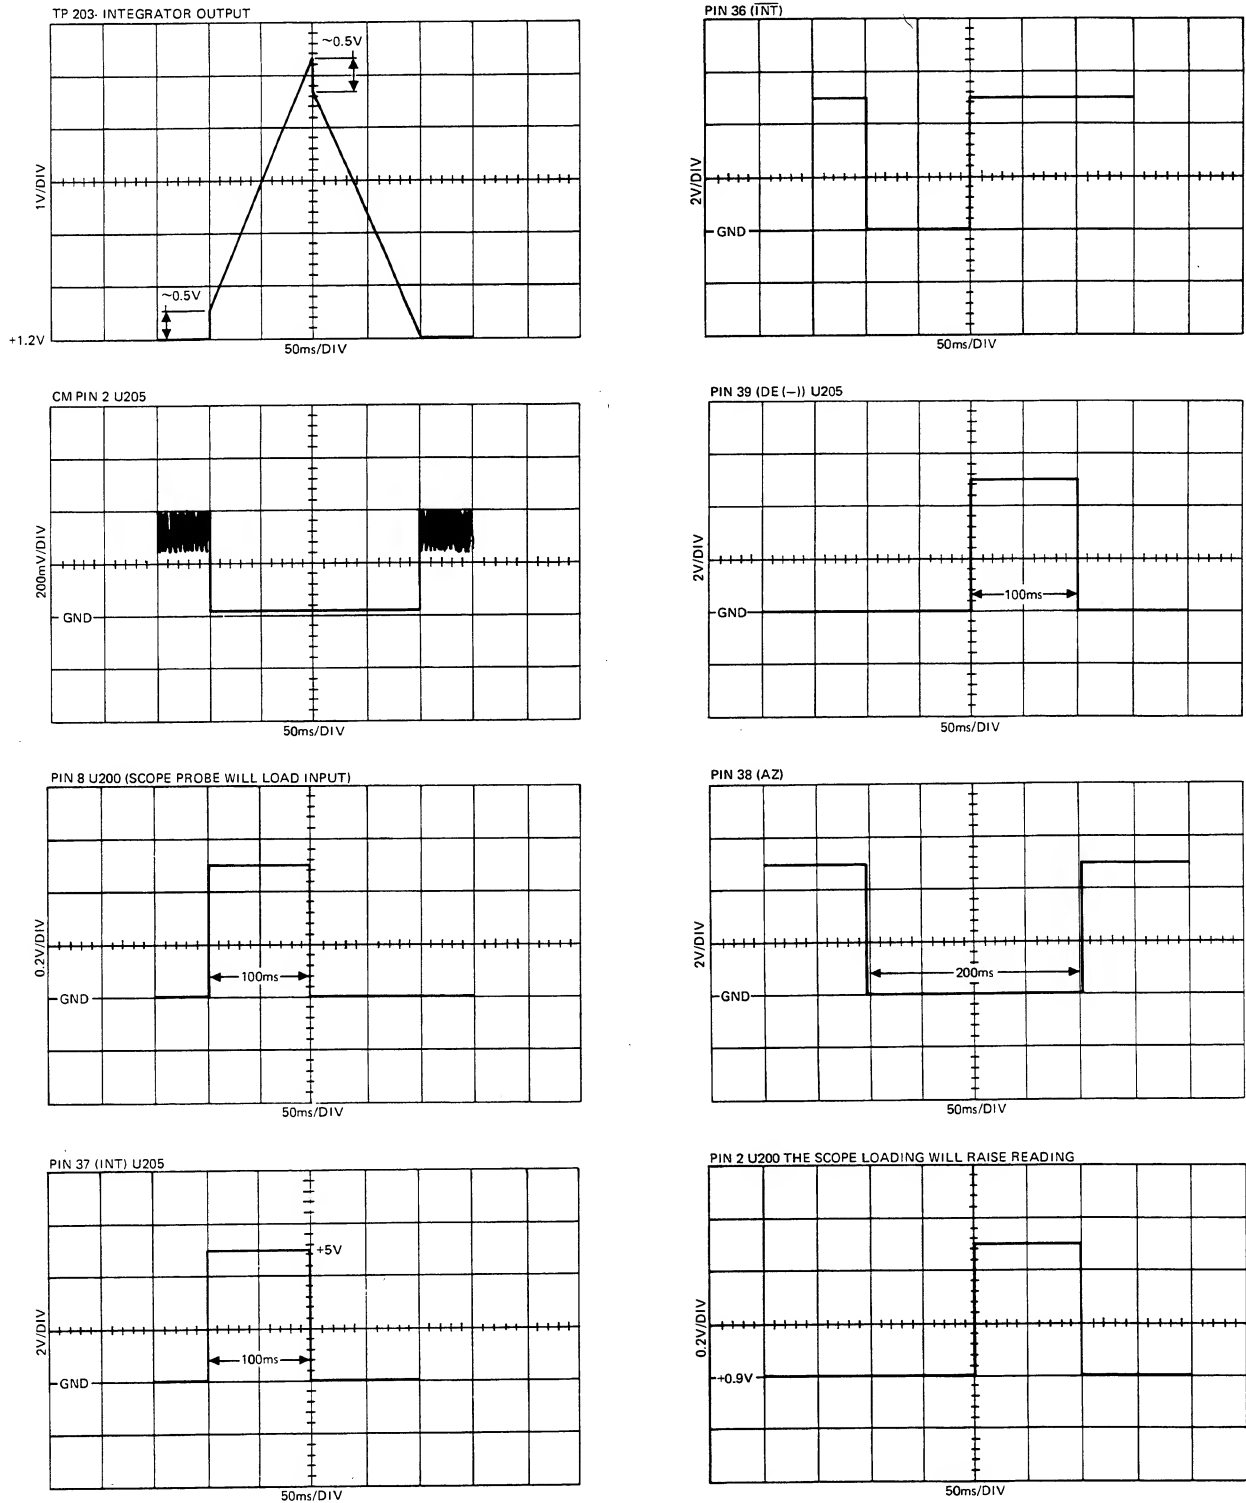 TP 203- INTEGRATOR OUTPUT
~0.5V
1V/DIV
~0.5V
+1.2V
50ms/DIV
PIN 36 (INT)
2V/DIV
GND
50ms/DIV
CM PIN 2 U205
200mV/DIV
GND
50ms/DIV
PIN 39 (DE (−)) U205
2V/DIV
100ms
GND
50ms/DIV
PIN 8 U200 (SCOPE PROBE WILL LOAD INPUT)
0.2V/DIV
100ms
GND
50ms/DIV
PIN 38 (AZ)
2V/DIV
200ms
GND
50ms/DIV
PIN 37 (INT) U205
+5V
2V/DIV
100ms
GND
50ms/DIV
PIN 2 U200 THE SCOPE LOADING WILL RAISE READING
0.2V/DIV
+0.9V
50ms/DIV